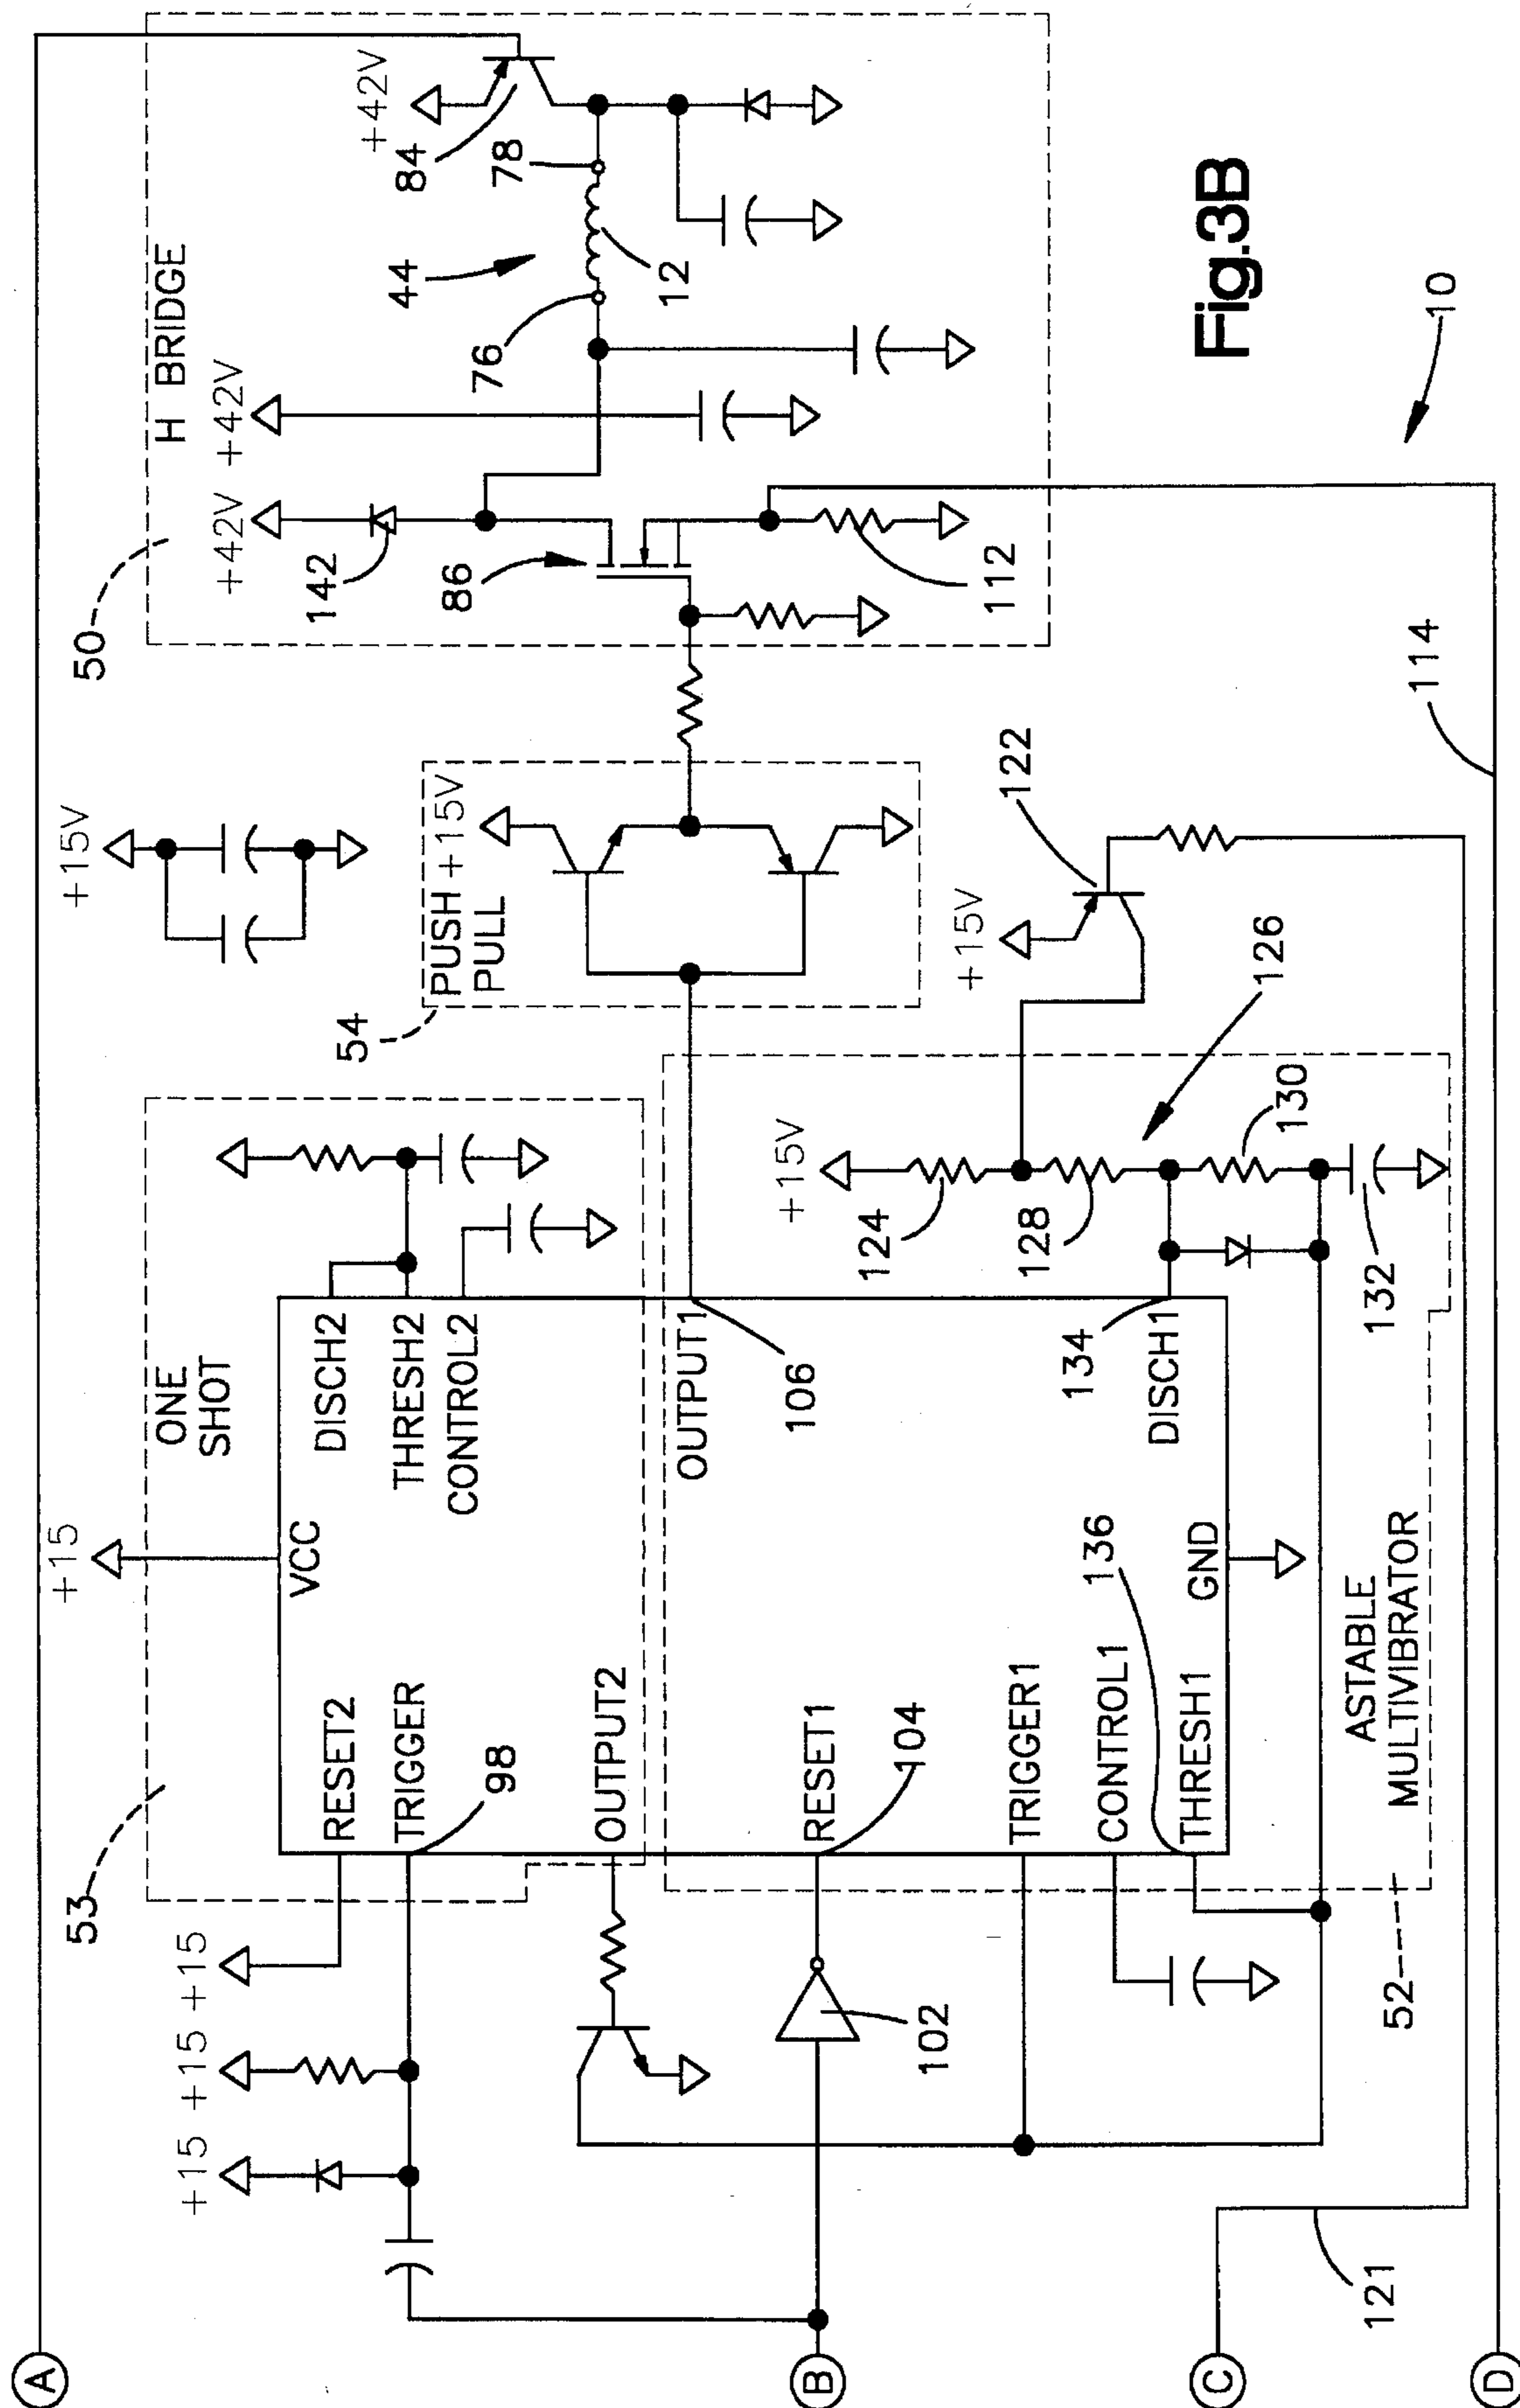 A
+15
+15V
50
+42V
+42V
H BRIDGE
+42V
142
86
76
44
12
78
84
112
53
ONE
SHOT
54
PUSH
PULL
+15V
+15
+15
+15
VCC
RESET2
TRIGGER
98
OUTPUT2
DISCH2
THRESH2
CONTROL2
OUTPUT1
106
RESET1
104
102
TRIGGER1
CONTROL1
THRESH1
136
GND
DISCH1
134
+15V
124
128
126
130
132
+15V
122
B
52
ASTABLE
MULTIVIBRATOR
C
121
114
D
10
Fig.3B